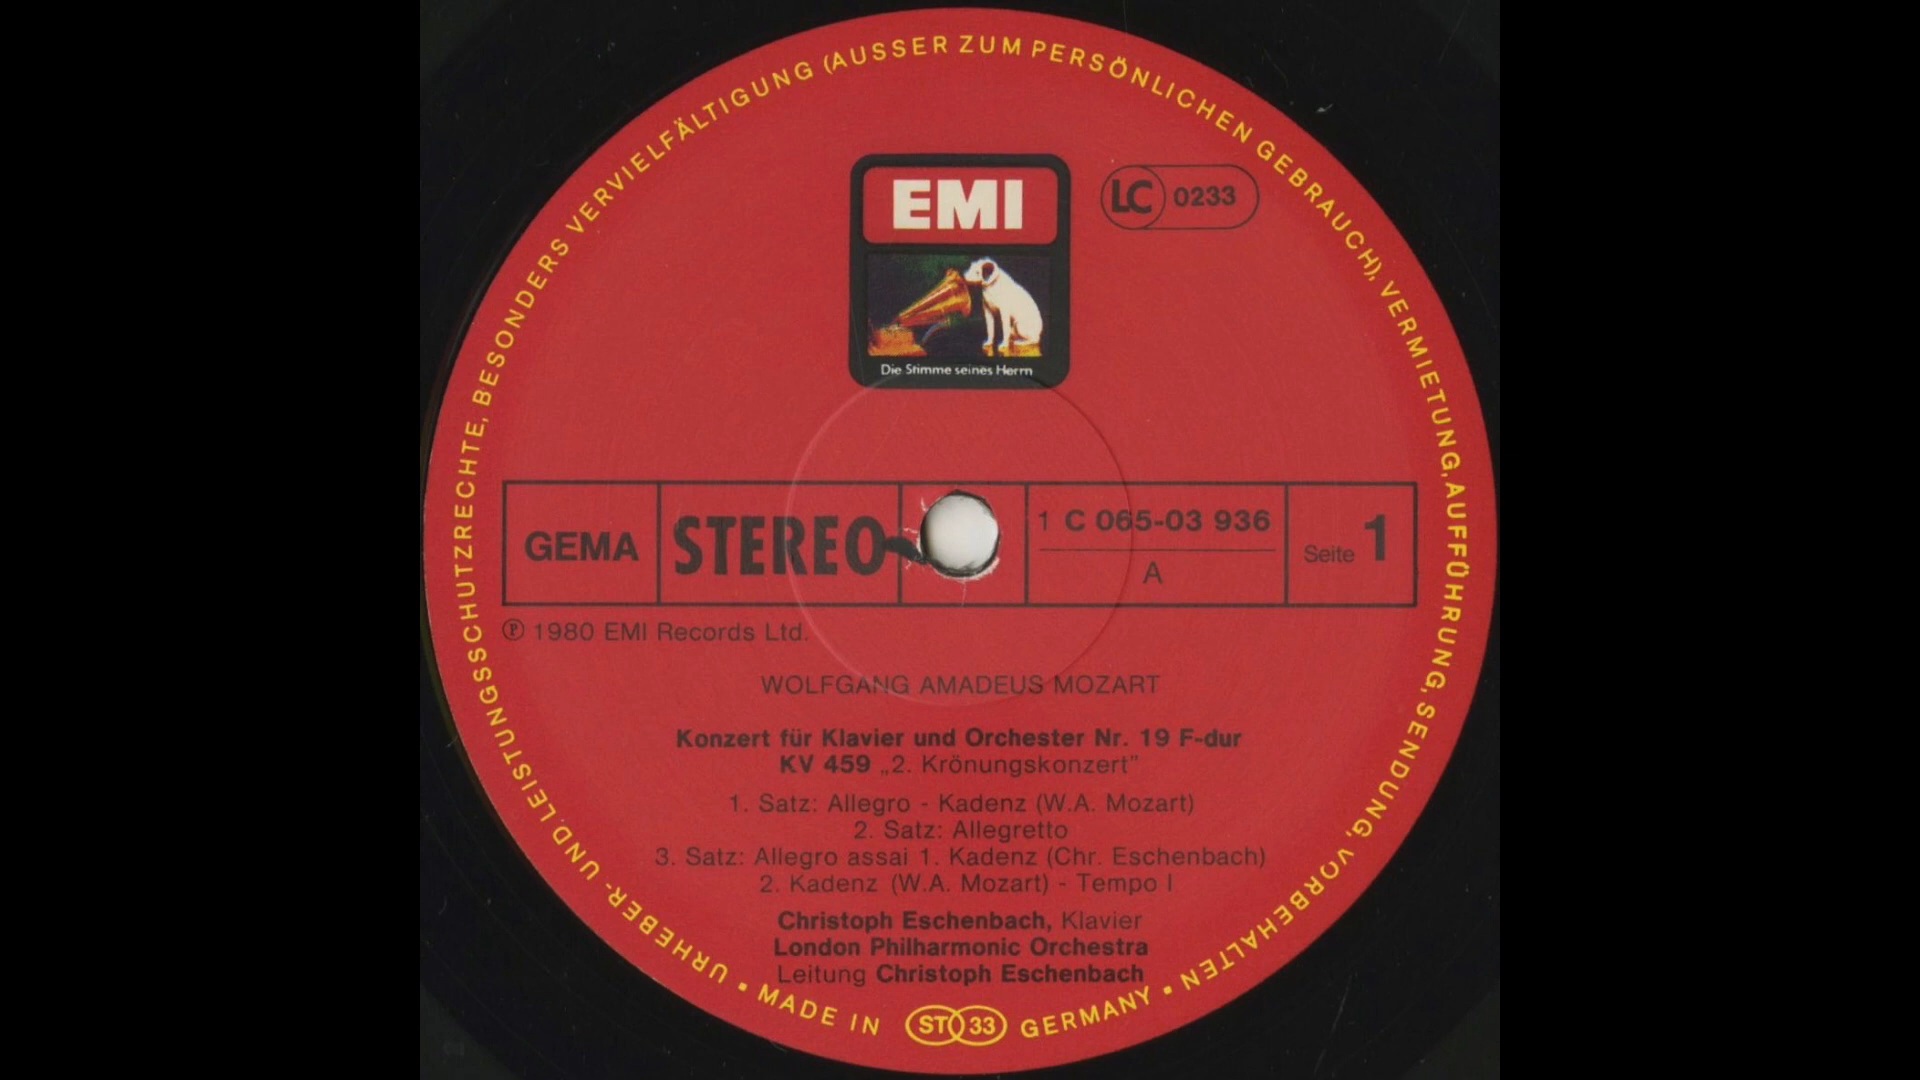 URHEBER- UND LEISTUNGSSCHUTZRECHTE, BESONDERS VERVIELFÄLTIGUNG (AUSSER ZUM PERSÖNLICHEN GEBRAUCH), VERMIETUNG, AUFFÜHRUNG, SENDUNG, VORBEHALTEN
EMI
LC 0233
Die Stimme seines Herrn
GEMA
STEREO
1 C 065-03 936
A
Seite 1
℗ 1980 EMI Records Ltd.
WOLFGANG AMADEUS MOZART
Konzert für Klavier und Orchester Nr. 19 F-dur
KV 459 „2. Krönungskonzert"
1. Satz: Allegro - Kadenz (W.A. Mozart)
2. Satz: Allegretto
3. Satz: Allegro assai 1. Kadenz (Chr. Eschenbach)
2. Kadenz (W.A. Mozart) - Tempo I
Christoph Eschenbach, Klavier
London Philharmonic Orchestra
Leitung Christoph Eschenbach
• MADE IN ST 33 GERMANY •